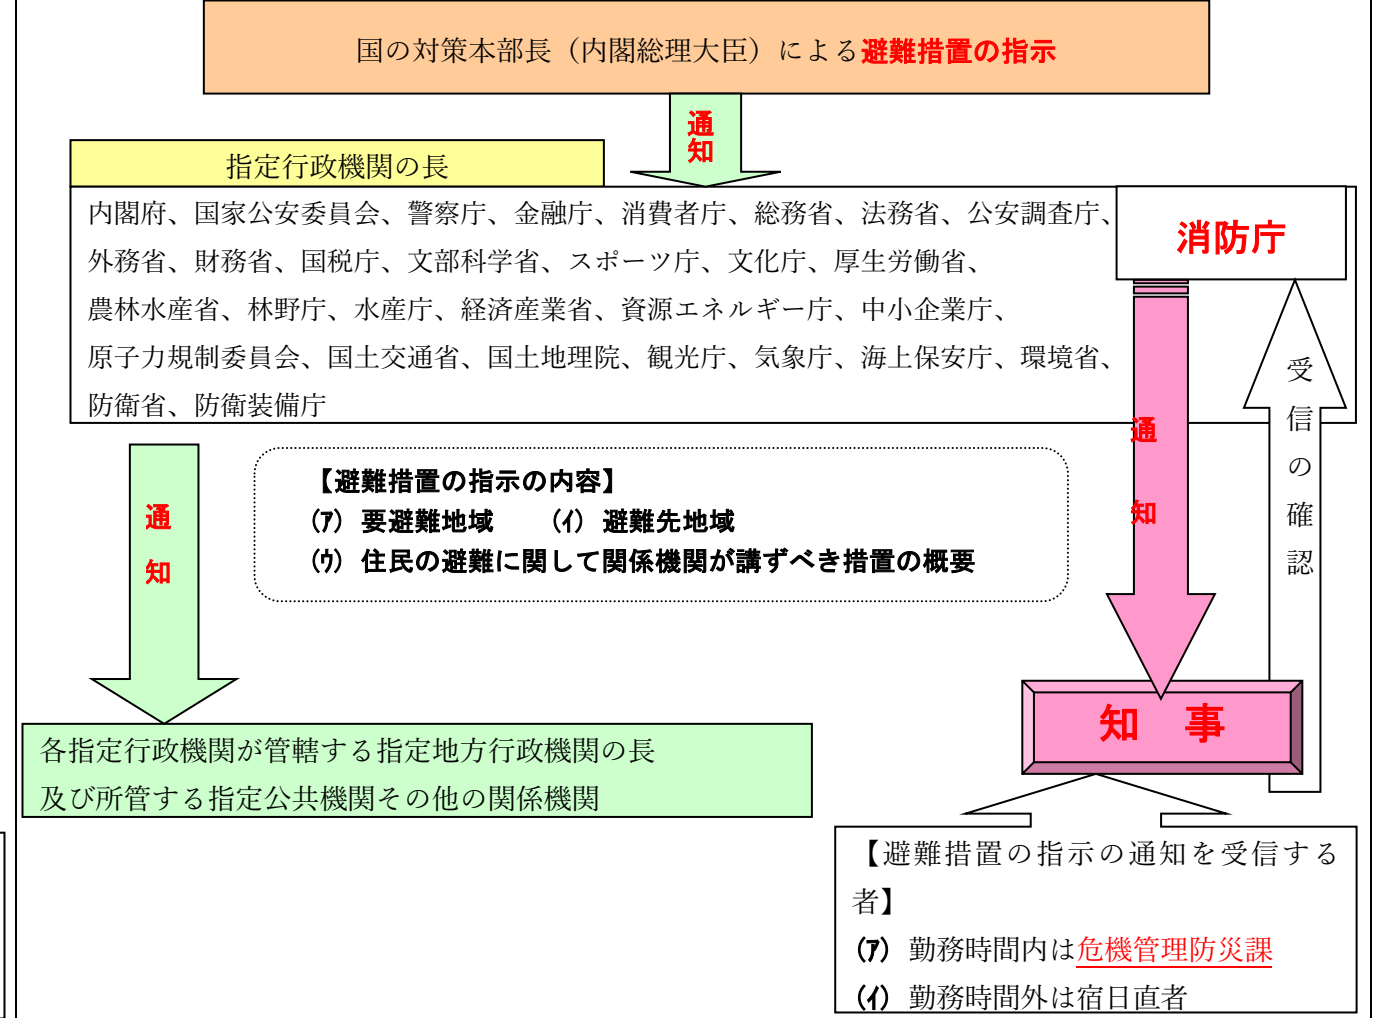 国の対策本部長（内閣総理大臣）による避難措置の指示
通
知
指定行政機関の長
内閣府、国家公安委員会、警察庁、金融庁、消費者庁、総務省、法務省、公安調査庁、
外務省、財務省、国税庁、文部科学省、スポーツ庁、文化庁、厚生労働省、
農林水産省、林野庁、水産庁、経済産業省、資源エネルギー庁、中小企業庁、
原子力規制委員会、国土交通省、国土地理院、観光庁、気象庁、海上保安庁、環境省、
防衛省、防衛装備庁
消防庁
通
知
受
信
の
確
認
通
知
【避難措置の指示の内容】
(ｱ) 要避難地域　　(ｲ) 避難先地域
(ｳ) 住民の避難に関して関係機関が講ずべき措置の概要
知　事
各指定行政機関が管轄する指定地方行政機関の長
及び所管する指定公共機関その他の関係機関
【避難措置の指示の通知を受信する
者】
(ｱ) 勤務時間内は危機管理防災課
(ｲ) 勤務時間外は宿日直者